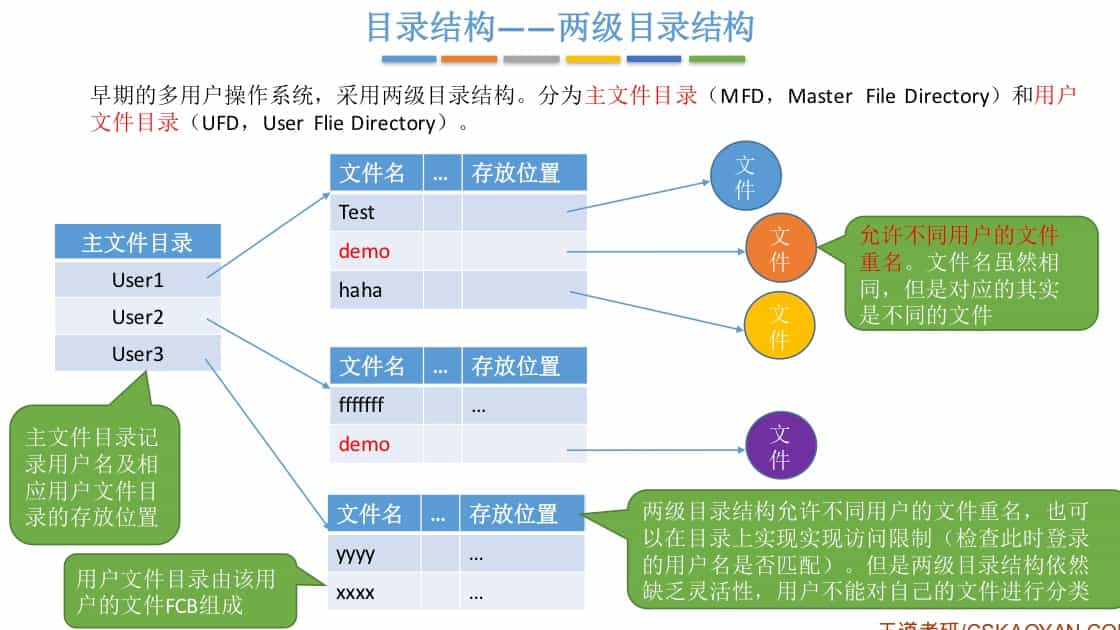 目录结构——两级目录结构
早期的多用户操作系统，采用两级目录结构。分为主文件目录（MFD，Master File Directory）和用户
文件目录（UFD，User Flie Directory）。
主文件目录
User1
User2
User3
文件名 … 存放位置
Test
demo
haha
文件名 … 存放位置
fffffff …
demo
文件名 … 存放位置
yyyy …
xxxx …
文
件
文
件
文
件
文
件
允许不同用户的文件
重名。文件名虽然相
同，但是对应的其实
是不同的文件
主文件目录记
录用户名及相
应用户文件目
录的存放位置
用户文件目录由该用
户的文件FCB组成
两级目录结构允许不同用户的文件重名，也可
以在目录上实现实现访问限制（检查此时登录
的用户名是否匹配）。但是两级目录结构依然
缺乏灵活性，用户不能对自己的文件进行分类
王道考研/CSKAOYAN.CO